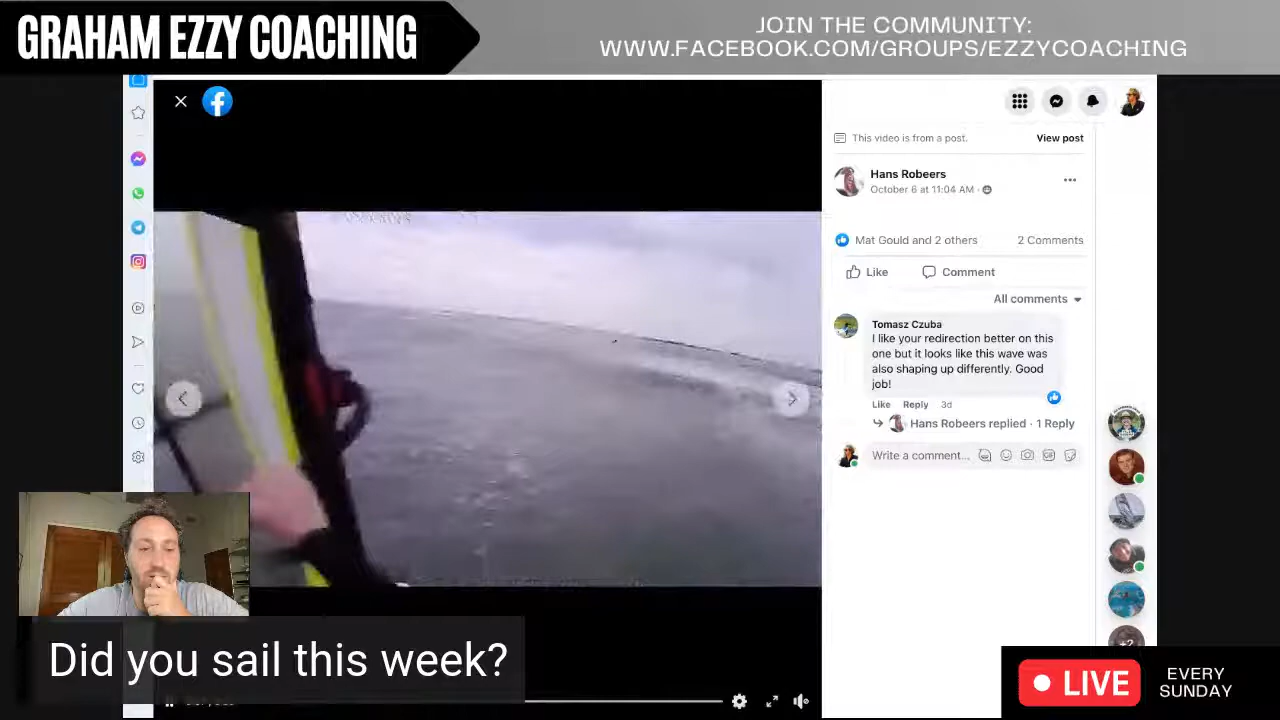 GRAHAM EZZY COACHING
JOIN THE COMMUNITY:
WWW.FACEBOOK.COM/GROUPS/EZZYCOACHING
This video is from a post.
View post
Hans Robeers
October 6 at 11:04 AM ·
Mat Gould and 2 others
2 Comments
Like
Comment
All comments
Tomasz Czuba
I like your redirection better on this
one but it looks like this wave was
also shaping up differently. Good
job!
Like Reply 3d
Hans Robeers replied · 1 Reply
Write a comment...
GIF
+2
Did you sail this week?
LIVE
EVERY
SUNDAY